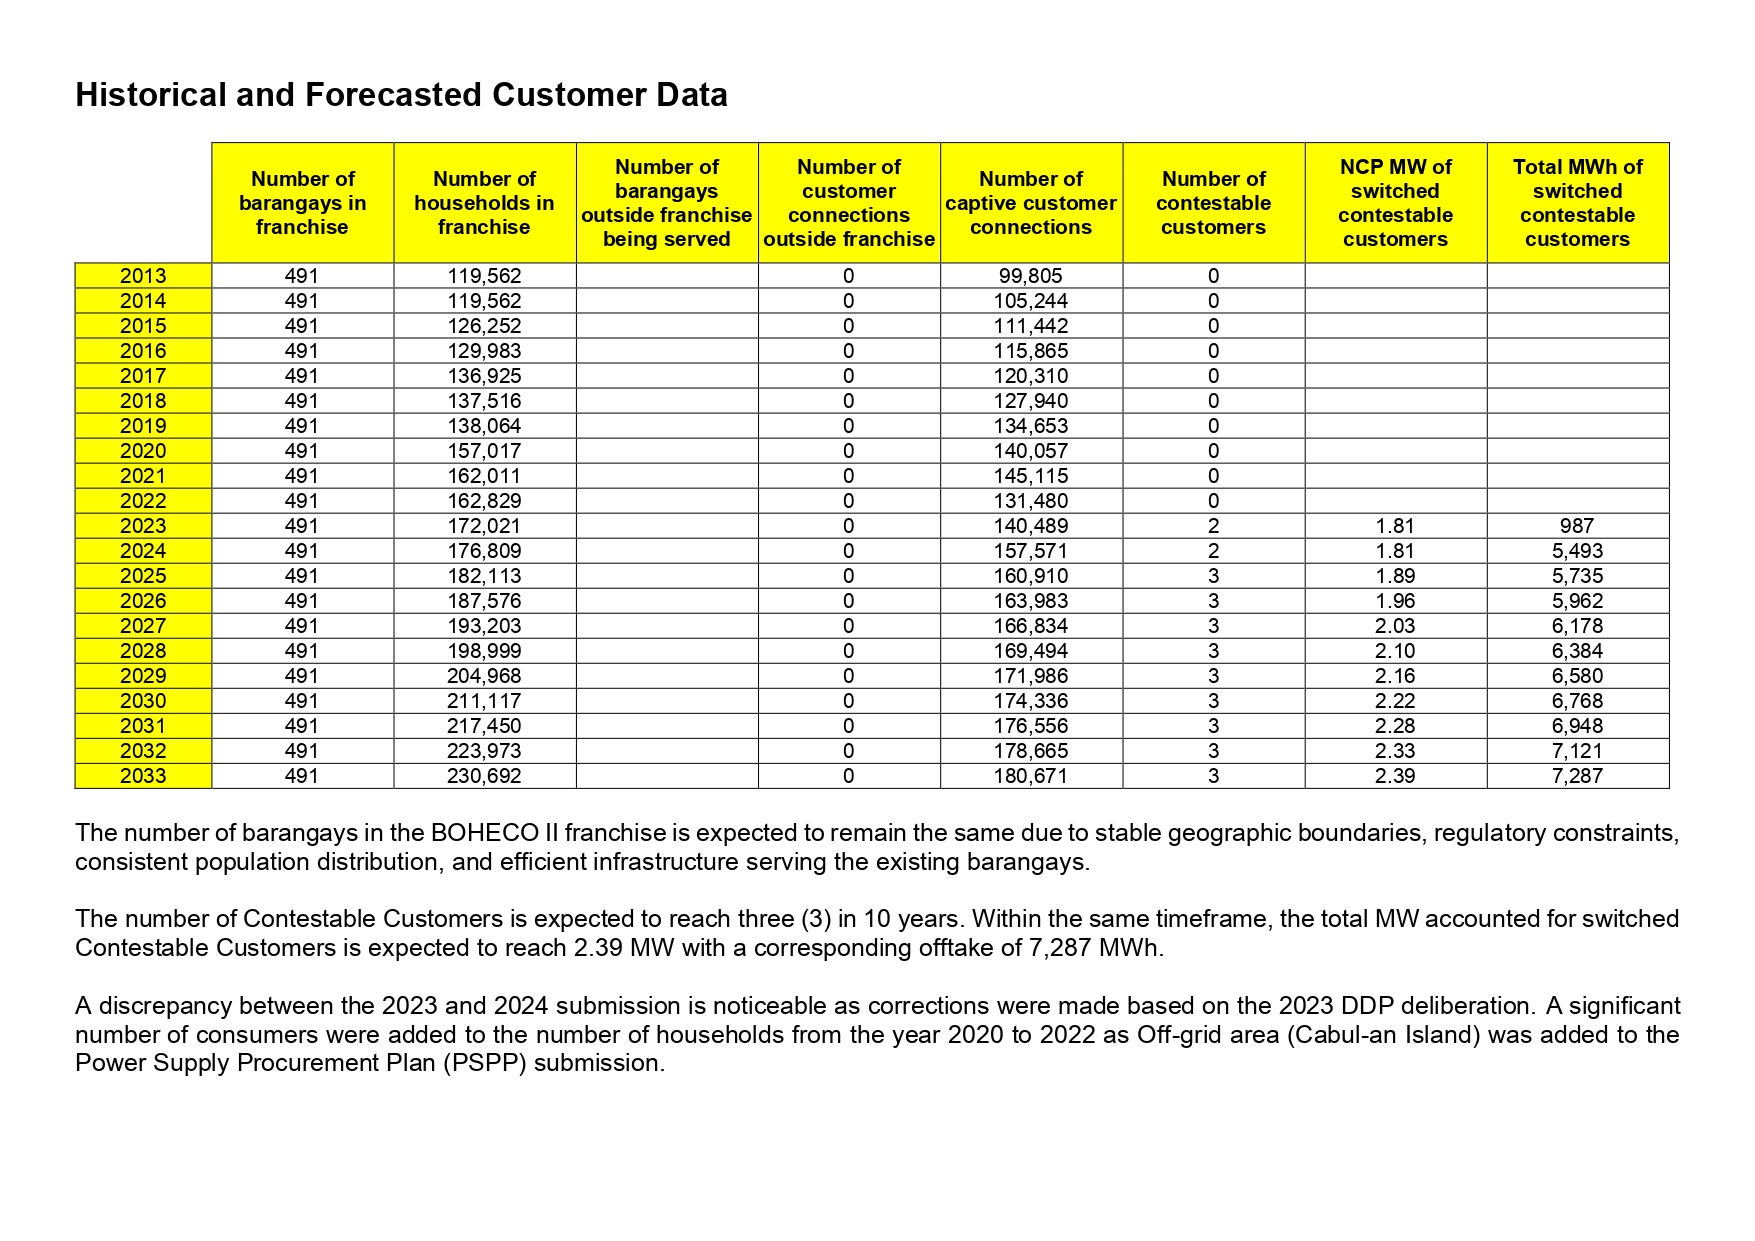 Historical and Forecasted Customer Data
Number of barangays in franchise | Number of households in franchise | Number of barangays outside franchise being served | Number of customer connections outside franchise | Number of captive customer connections | Number of contestable customers | NCP MW of switched contestable customers | Total MWh of switched contestable customers
2013 491 119,562 0 99,805 0
2014 491 119,562 0 105,244 0
2015 491 126,252 0 111,442 0
2016 491 129,983 0 115,865 0
2017 491 136,925 0 120,310 0
2018 491 137,516 0 127,940 0
2019 491 138,064 0 134,653 0
2020 491 157,017 0 140,057 0
2021 491 162,011 0 145,115 0
2022 491 162,829 0 131,480 0
2023 491 172,021 0 140,489 2 1.81 987
2024 491 176,809 0 157,571 2 1.81 5,493
2025 491 182,113 0 160,910 3 1.89 5,735
2026 491 187,576 0 163,983 3 1.96 5,962
2027 491 193,203 0 166,834 3 2.03 6,178
2028 491 198,999 0 169,494 3 2.10 6,384
2029 491 204,968 0 171,986 3 2.16 6,580
2030 491 211,117 0 174,336 3 2.22 6,768
2031 491 217,450 0 176,556 3 2.28 6,948
2032 491 223,973 0 178,665 3 2.33 7,121
2033 491 230,692 0 180,671 3 2.39 7,287
The number of barangays in the BOHECO II franchise is expected to remain the same due to stable geographic boundaries, regulatory constraints,
consistent population distribution, and efficient infrastructure serving the existing barangays.
The number of Contestable Customers is expected to reach three (3) in 10 years. Within the same timeframe, the total MW accounted for switched
Contestable Customers is expected to reach 2.39 MW with a corresponding offtake of 7,287 MWh.
A discrepancy between the 2023 and 2024 submission is noticeable as corrections were made based on the 2023 DDP deliberation. A significant
number of consumers were added to the number of households from the year 2020 to 2022 as Off-grid area (Cabul-an Island) was added to the
Power Supply Procurement Plan (PSPP) submission.